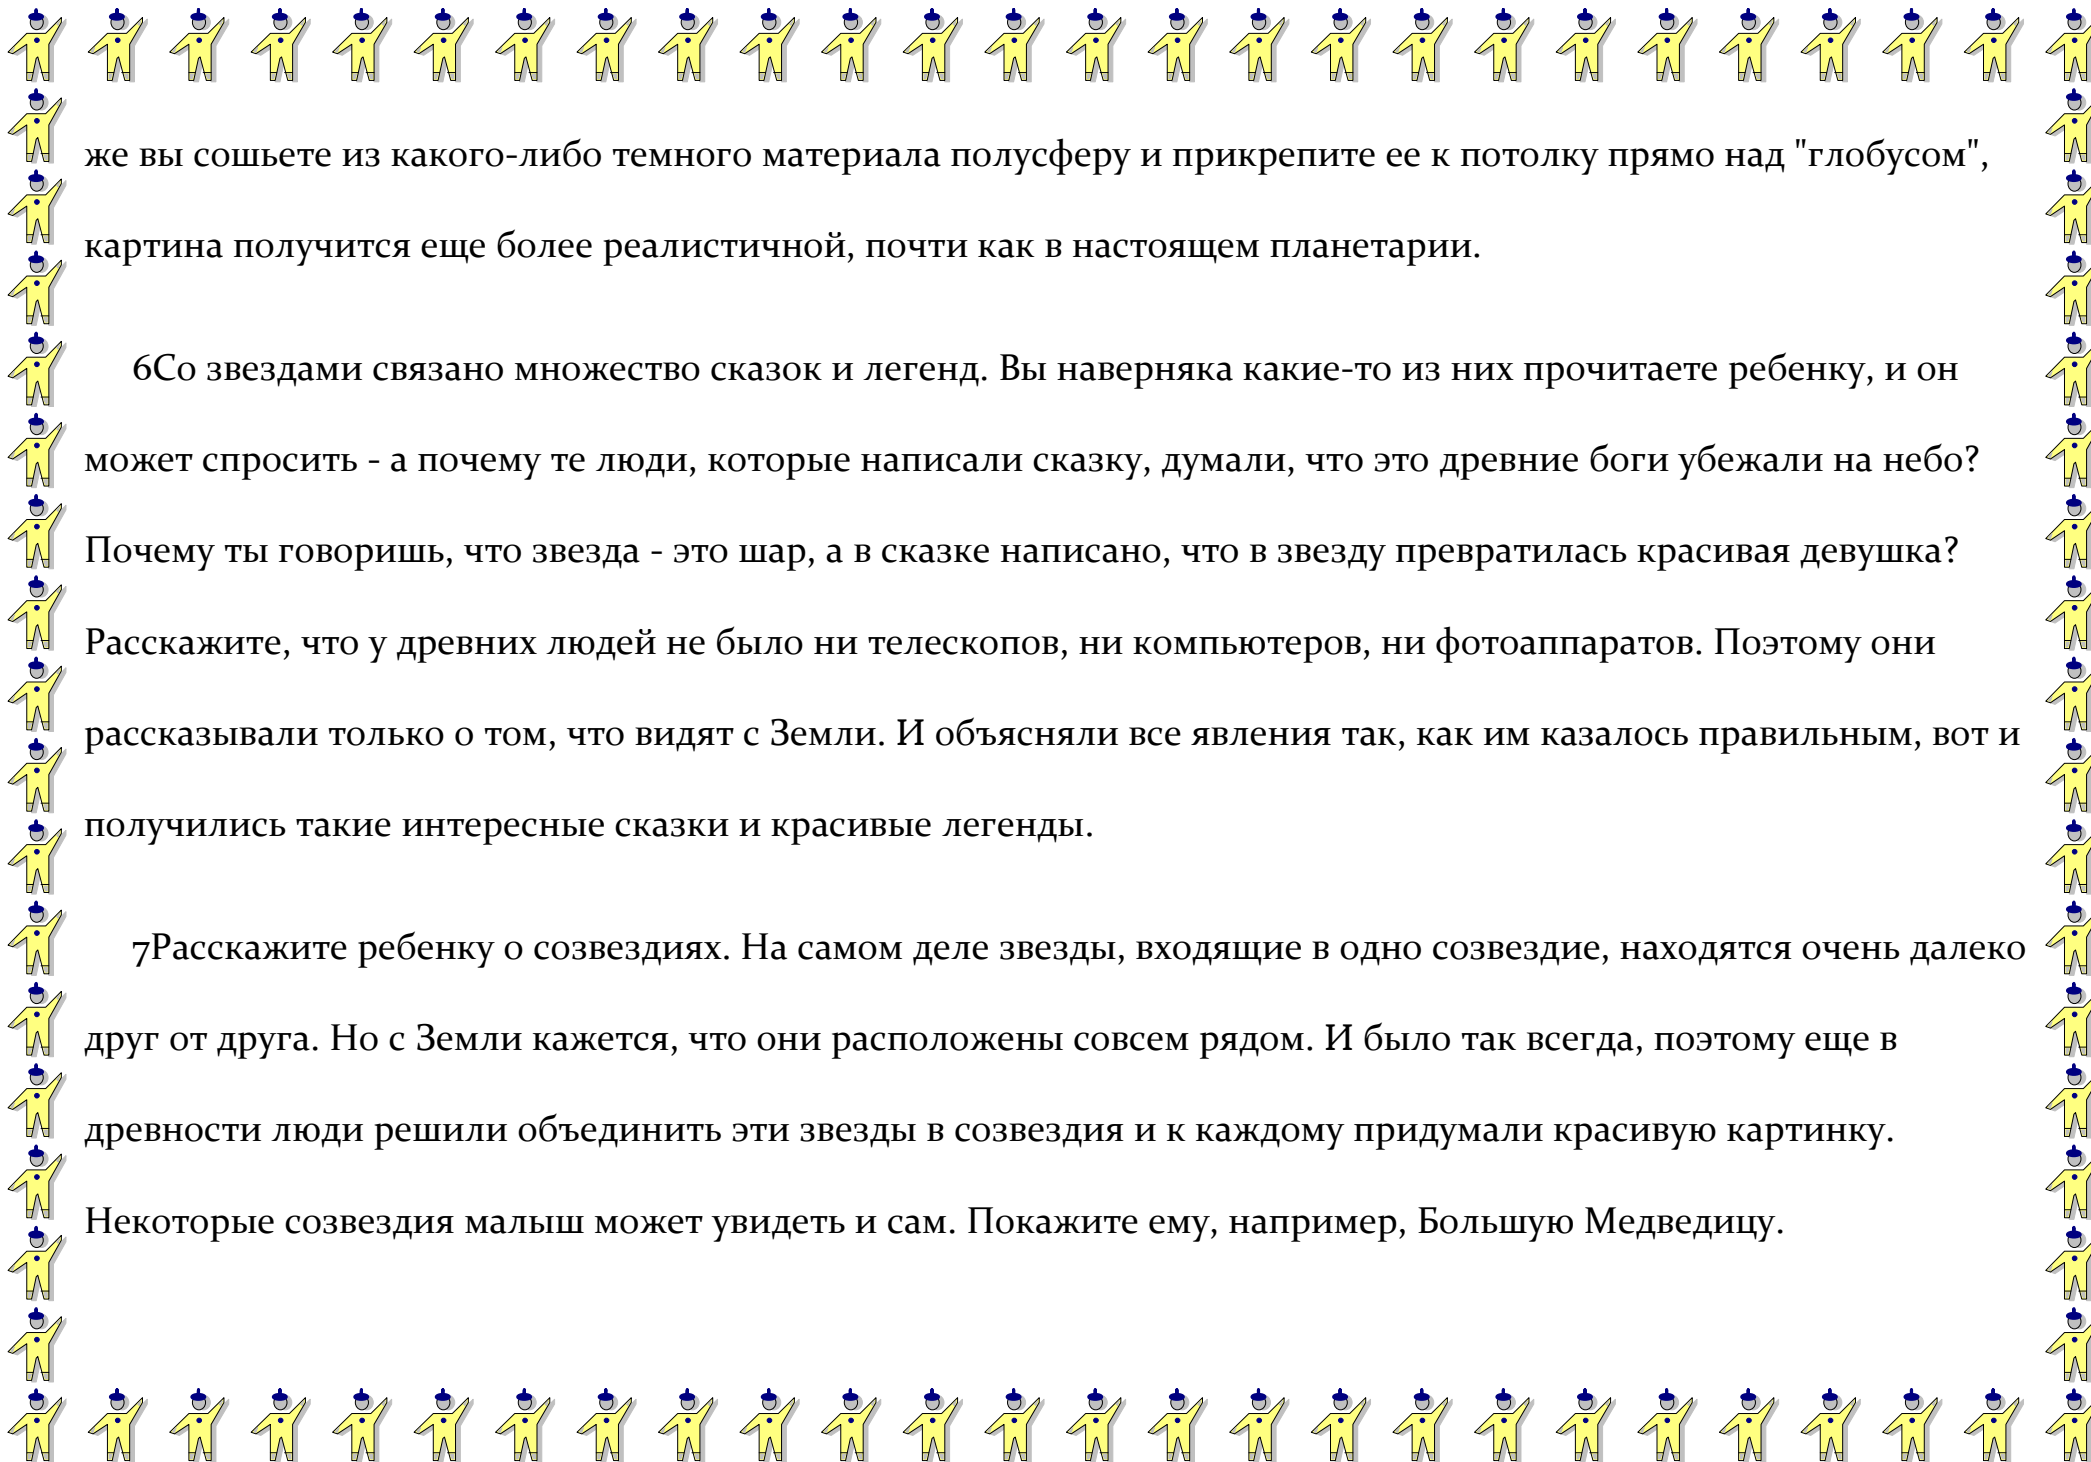 же вы сошьете из какого-либо темного материала полусферу и прикрепите ее к потолку прямо над "глобусом",
картина получится еще более реалистичной, почти как в настоящем планетарии.
6Со звездами связано множество сказок и легенд. Вы наверняка какие-то из них прочитаете ребенку, и он
может спросить - а почему те люди, которые написали сказку, думали, что это древние боги убежали на небо?
Почему ты говоришь, что звезда - это шар, а в сказке написано, что в звезду превратилась красивая девушка?
Расскажите, что у древних людей не было ни телескопов, ни компьютеров, ни фотоаппаратов. Поэтому они
рассказывали только о том, что видят с Земли. И объясняли все явления так, как им казалось правильным, вот и
получились такие интересные сказки и красивые легенды.
7Расскажите ребенку о созвездиях. На самом деле звезды, входящие в одно созвездие, находятся очень далеко
друг от друга. Но с Земли кажется, что они расположены совсем рядом. И было так всегда, поэтому еще в
древности люди решили объединить эти звезды в созвездия и к каждому придумали красивую картинку.
Некоторые созвездия малыш может увидеть и сам. Покажите ему, например, Большую Медведицу.